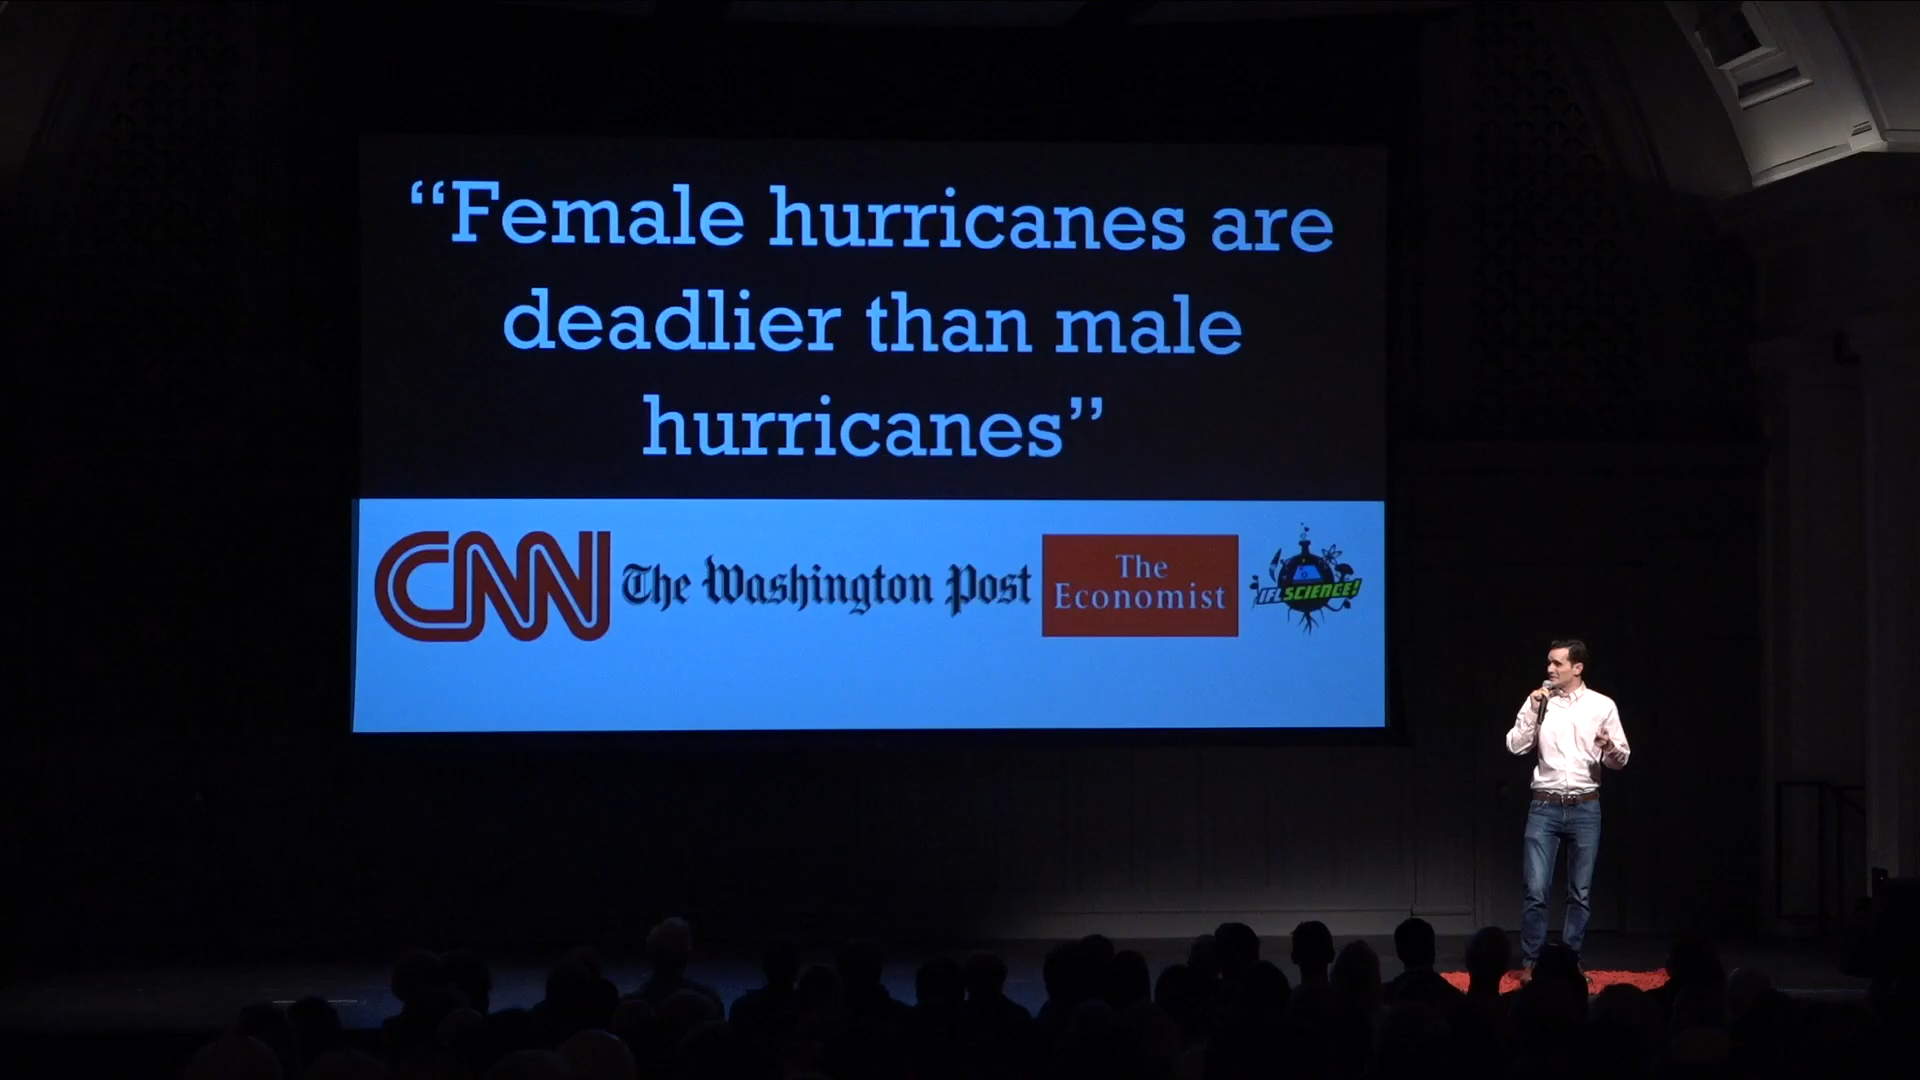 “Female hurricanes are
deadlier than male
hurricanes”
CNN
The Washington Post
The
Economist
IFLSCIENCE!